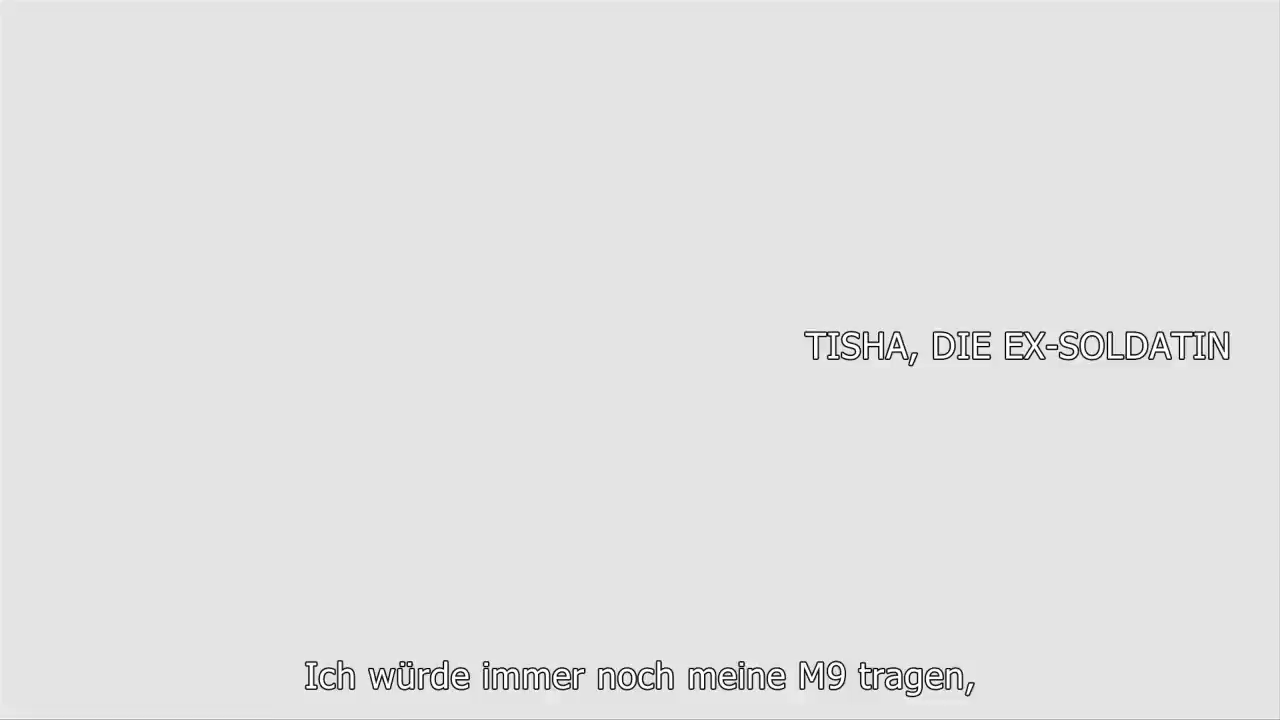 TISHA, DIE EX-SOLDATIN
Ich würde immer noch meine M9 tragen,